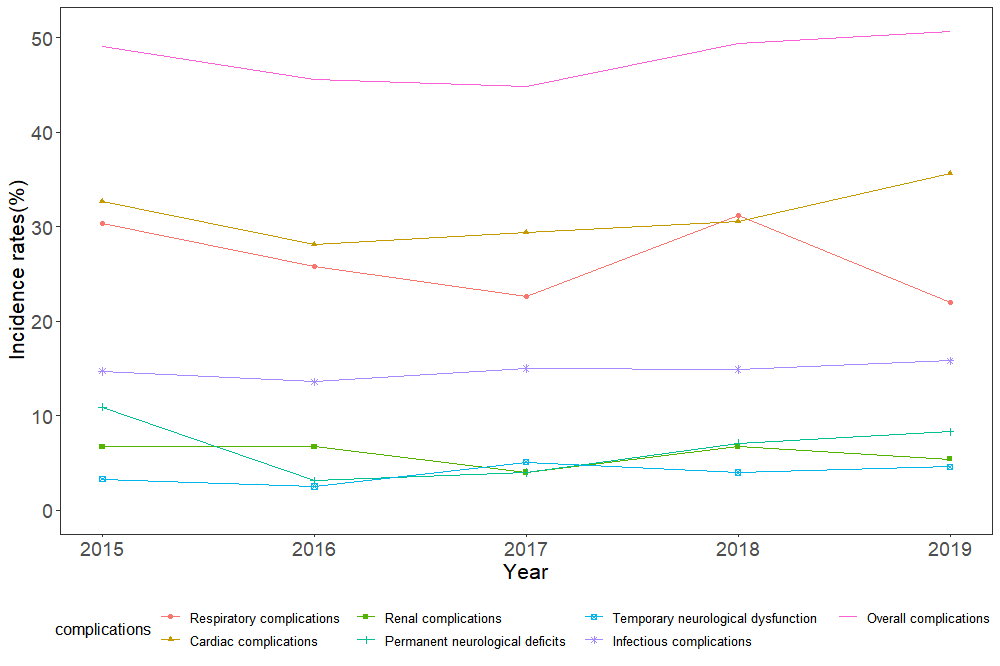 50
40
30
20
10
0
Incidence rates(%)
2015 2016 2017 2018 2019
Year
complications
Respiratory complications Renal complications Temporary neurological dysfunction Overall complications
Cardiac complications Permanent neurological deficits Infectious complications